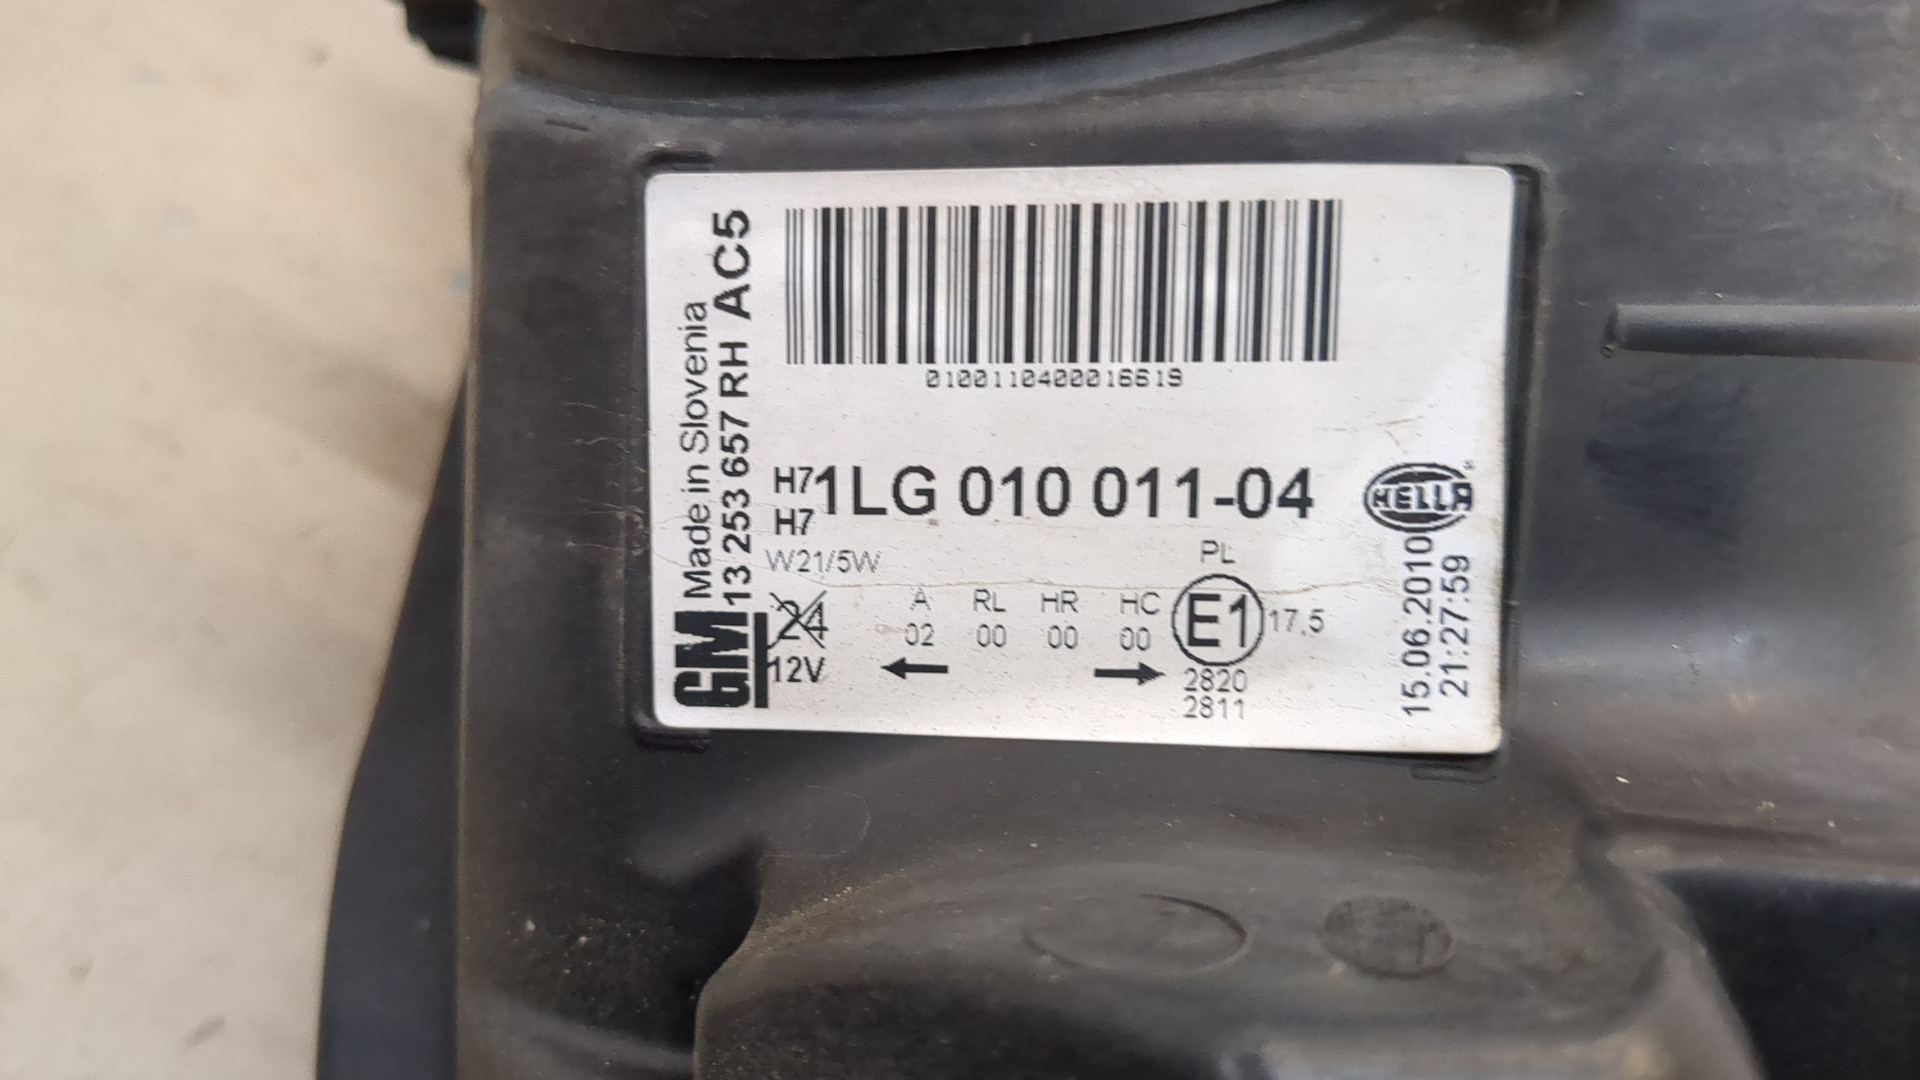 GM Made in Slovenia
13 253 657 RH AC5
0100110400016619
H7
H7
1LG 010 011-04
HELLA
W21/5W
PL
24
12V
A RL HR HC
02 00 00 00
E1
17,5
2820
2811
15.06.2010
21:27:59